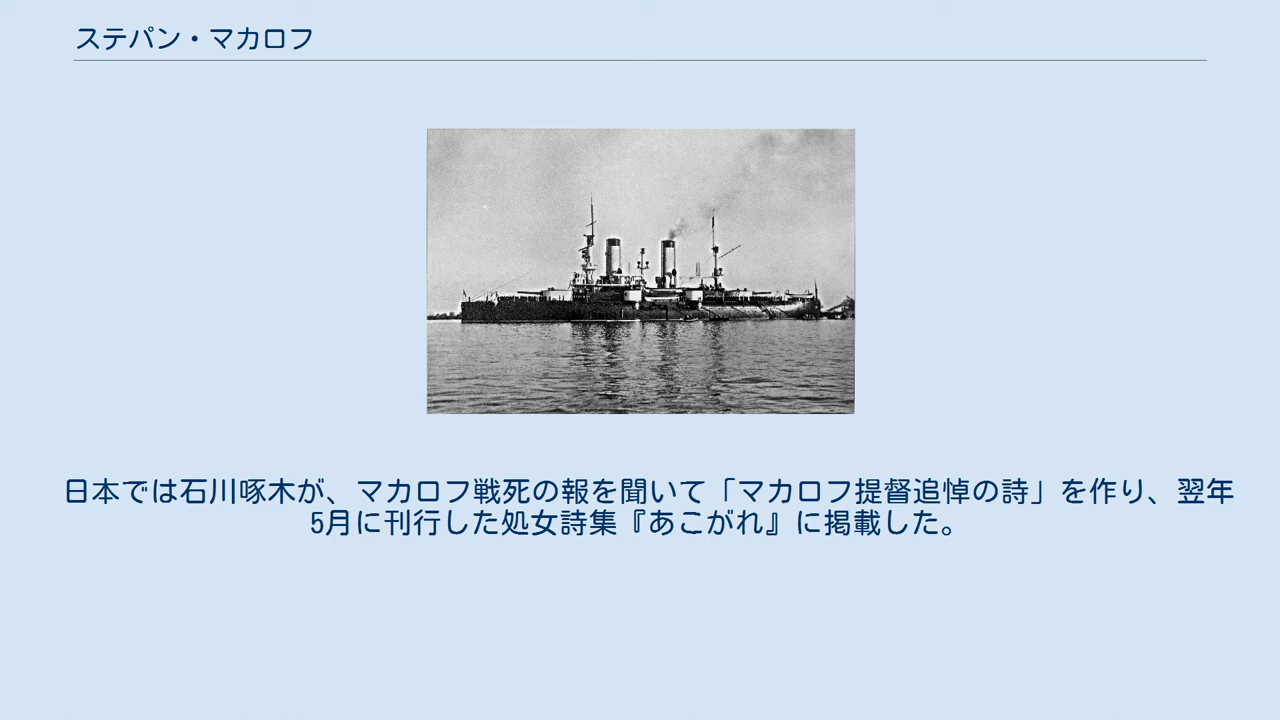 ステパン・マカロフ
日本では石川啄木が、マカロフ戦死の報を聞いて「マカロフ提督追悼の詩」を作り、翌年
5月に刊行した処女詩集『あこがれ』に掲載した。